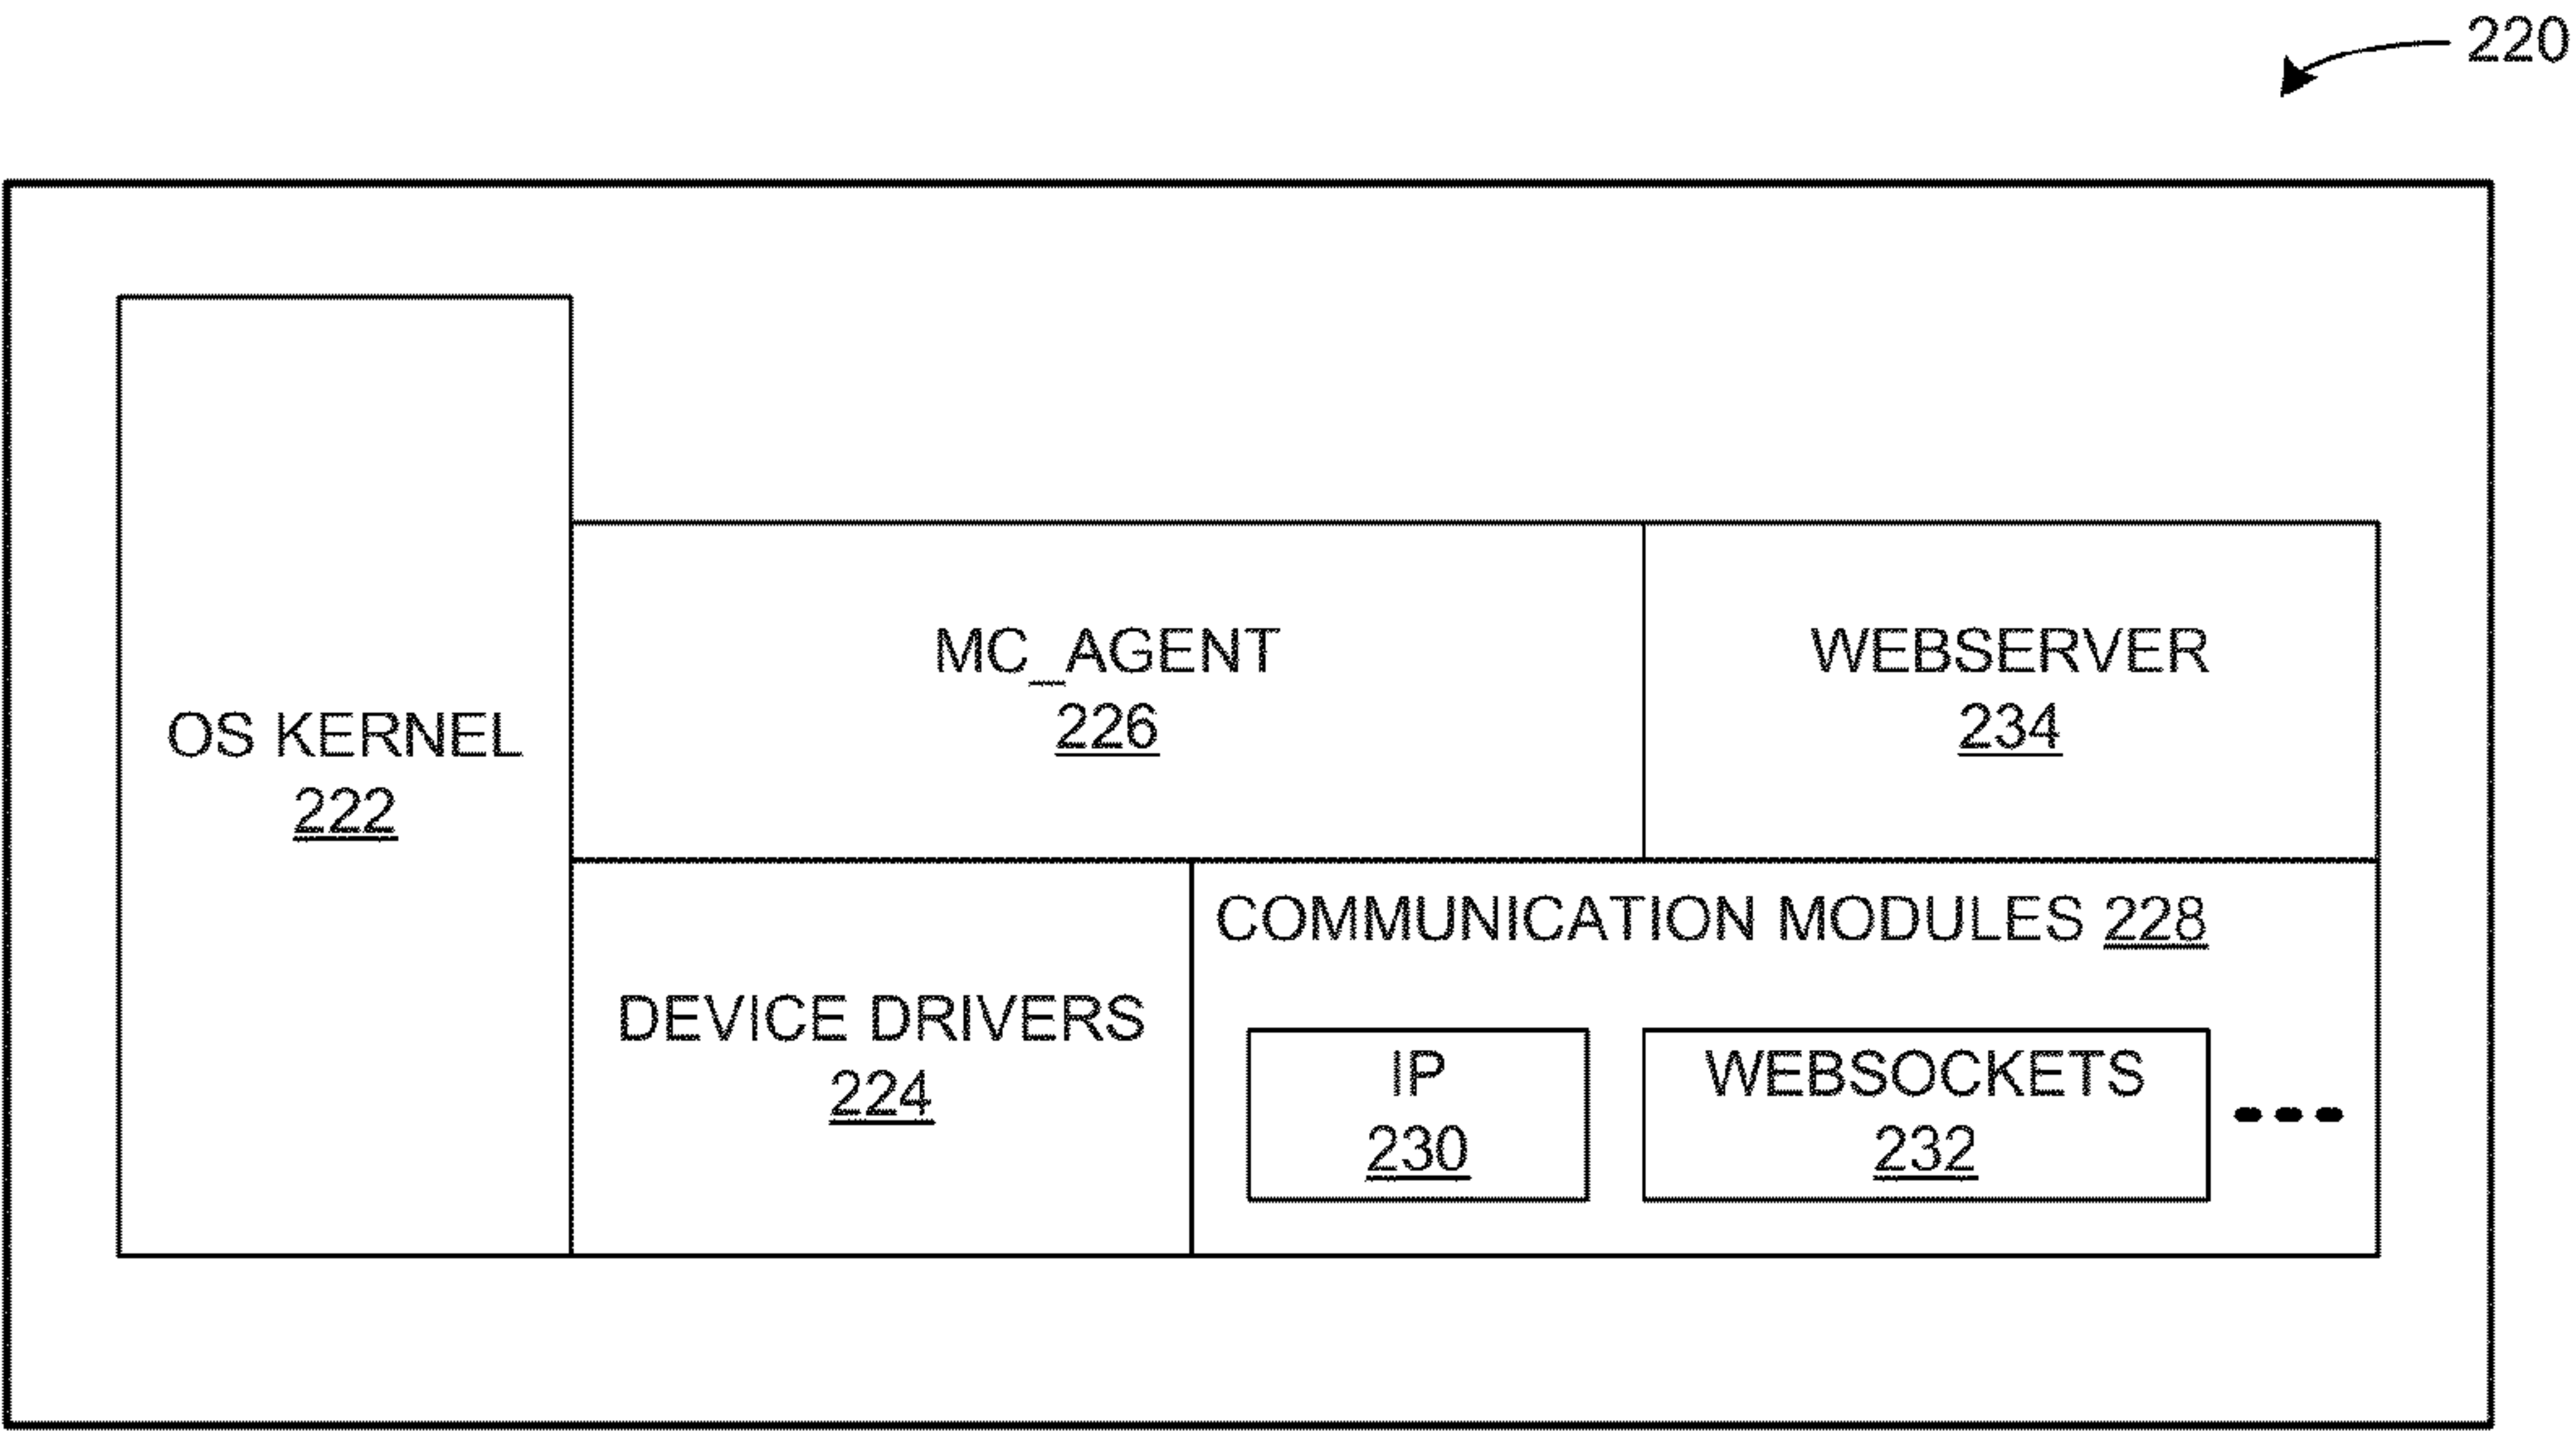 220
OS KERNEL
222
MC_AGENT
226
WEBSERVER
234
DEVICE DRIVERS
224
COMMUNICATION MODULES 228
IP
230
WEBSOCKETS
232